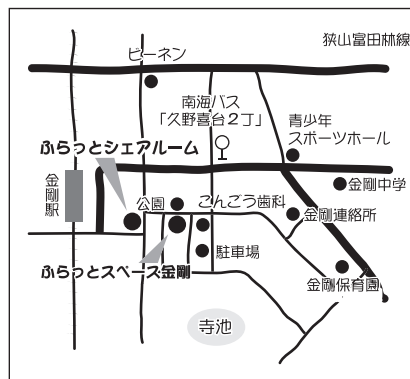 狭山富田林線
ビーネン
南海バス
「久野喜台2丁」
青少年
スポーツホール
ふらっとシェアルーム
金剛駅
金剛中学
公園
こんごう歯科
金剛連絡所
駐車場
ふらっとスペース金剛
金剛保育園
寺池